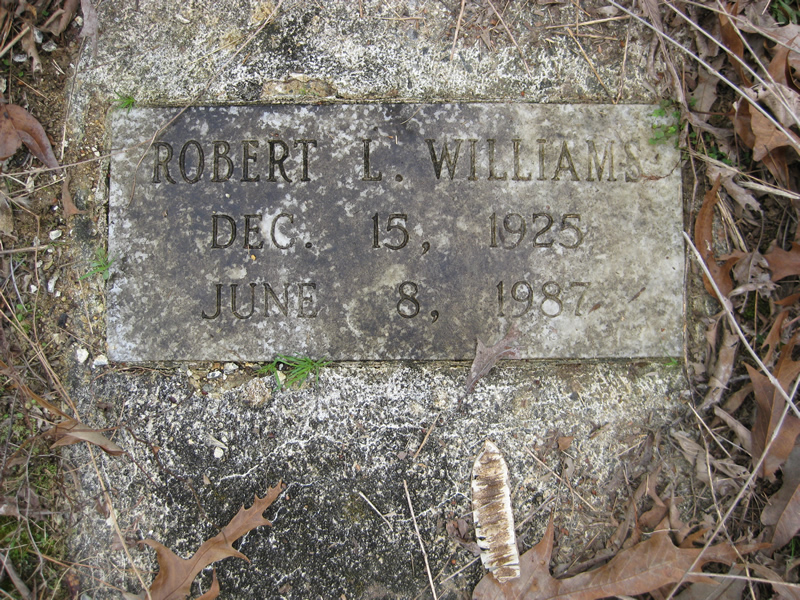 ROBERT L. WILLIAMS
DEC. 15, 1925
JUNE 8, 1987